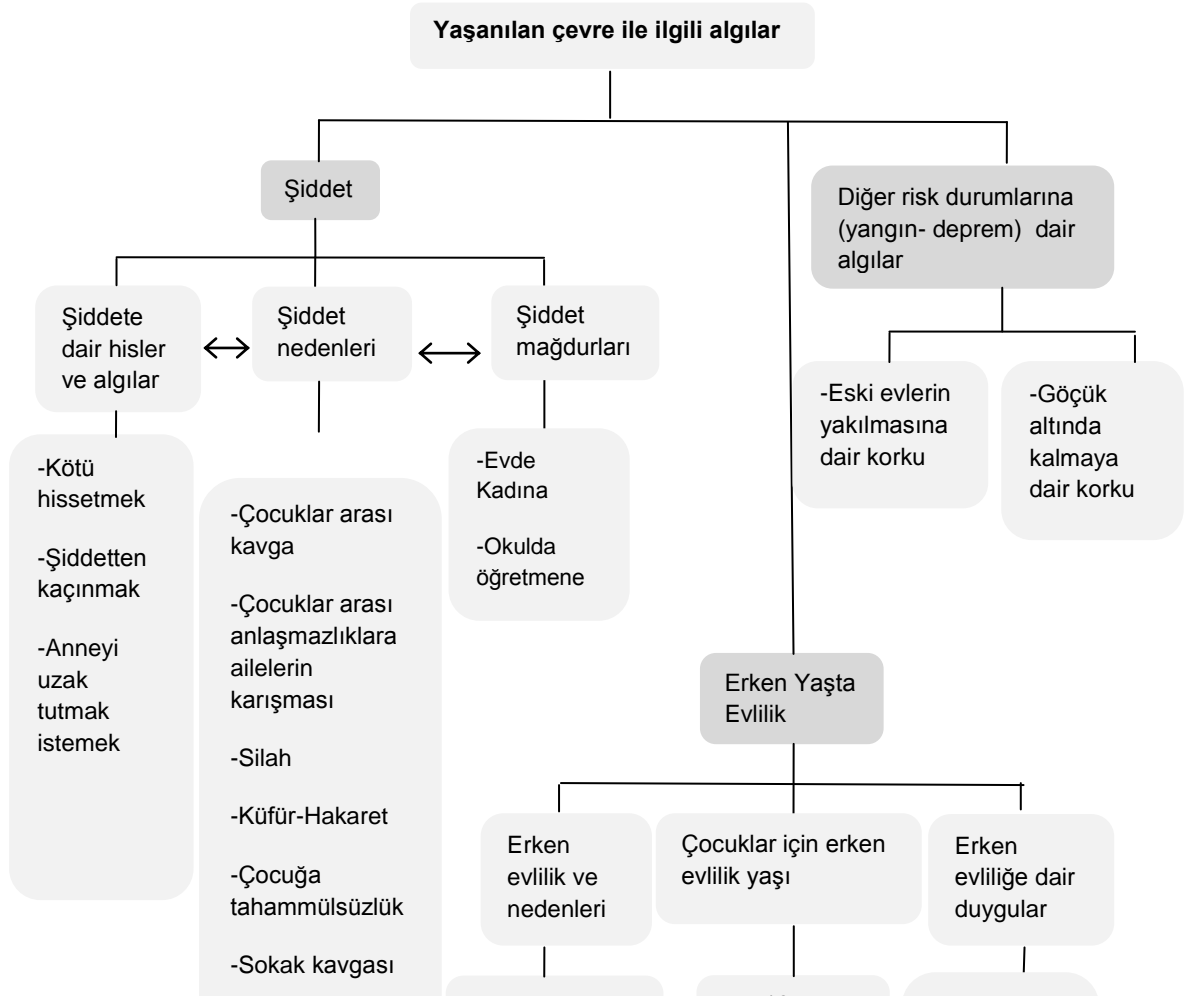 Yaşanılan çevre ile ilgili algılar
Şiddet
Diğer risk durumlarına
(yangın- deprem) dair
algılar
Şiddete
dair hisler
ve algılar
Şiddet
nedenleri
Şiddet
mağdurları
-Eski evlerin
yakılmasına
dair korku
-Göçük
altında
kalmaya
dair korku
-Kötü
hissetmek
-Şiddetten
kaçınmak
-Anneyi
uzak
tutmak
istemek
-Çocuklar arası
kavga
-Çocuklar arası
anlaşmazlıklara
ailelerin
karışması
-Silah
-Küfür-Hakaret
-Çocuğa
tahammülsüzlük
-Sokak kavgası
-Evde
Kadına
-Okulda
öğretmene
Erken Yaşta
Evlilik
Erken
evlilik ve
nedenleri
Çocuklar için erken
evlilik yaşı
Erken
evliliğe dair
duygular